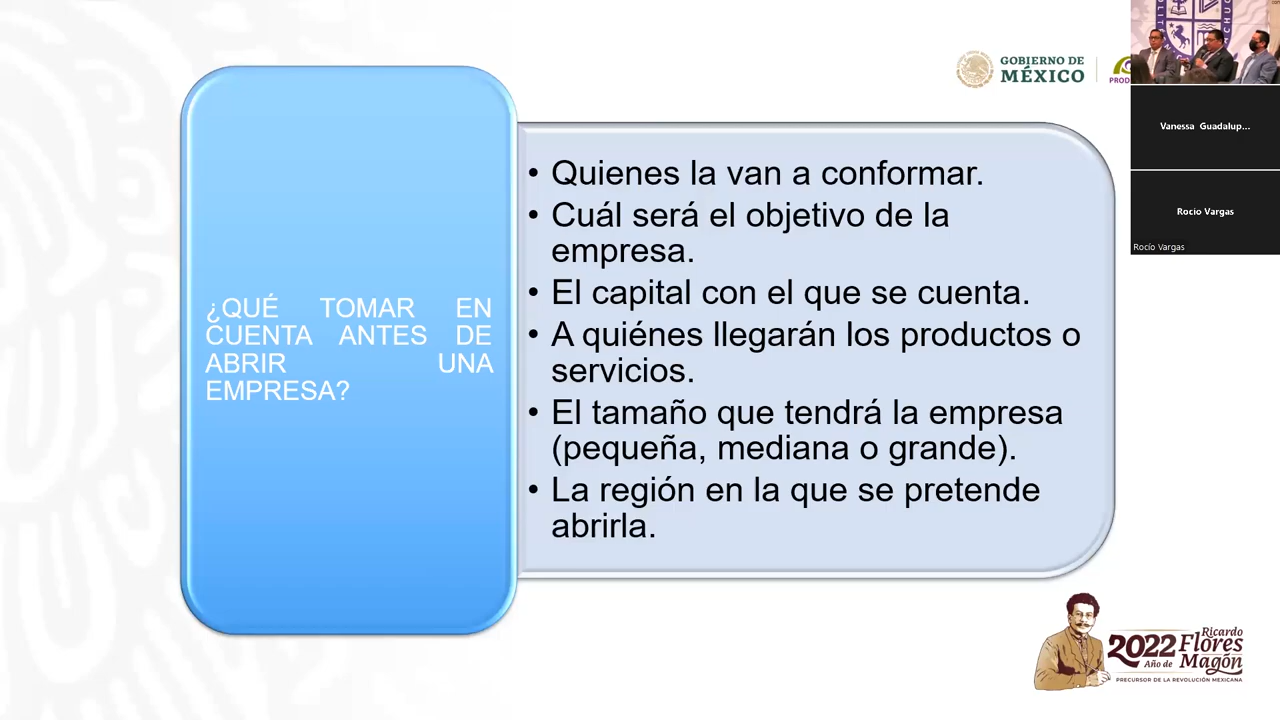 ¿QUÉ TOMAR EN
CUENTA ANTES DE
ABRIR UNA
EMPRESA?
• Quienes la van a conformar.
• Cuál será el objetivo de la
empresa.
• El capital con el que se cuenta.
• A quiénes llegarán los productos o
servicios.
• El tamaño que tendrá la empresa
(pequeña, mediana o grande).
• La región en la que se pretende
abrirla.
GOBIERNO DE
MÉXICO
Vanessa Guadalup...
Rocío Vargas
Rocío Vargas
2022 Ricardo
Flores
Año de Magón
PRECURSOR DE LA REVOLUCIÓN MEXICANA